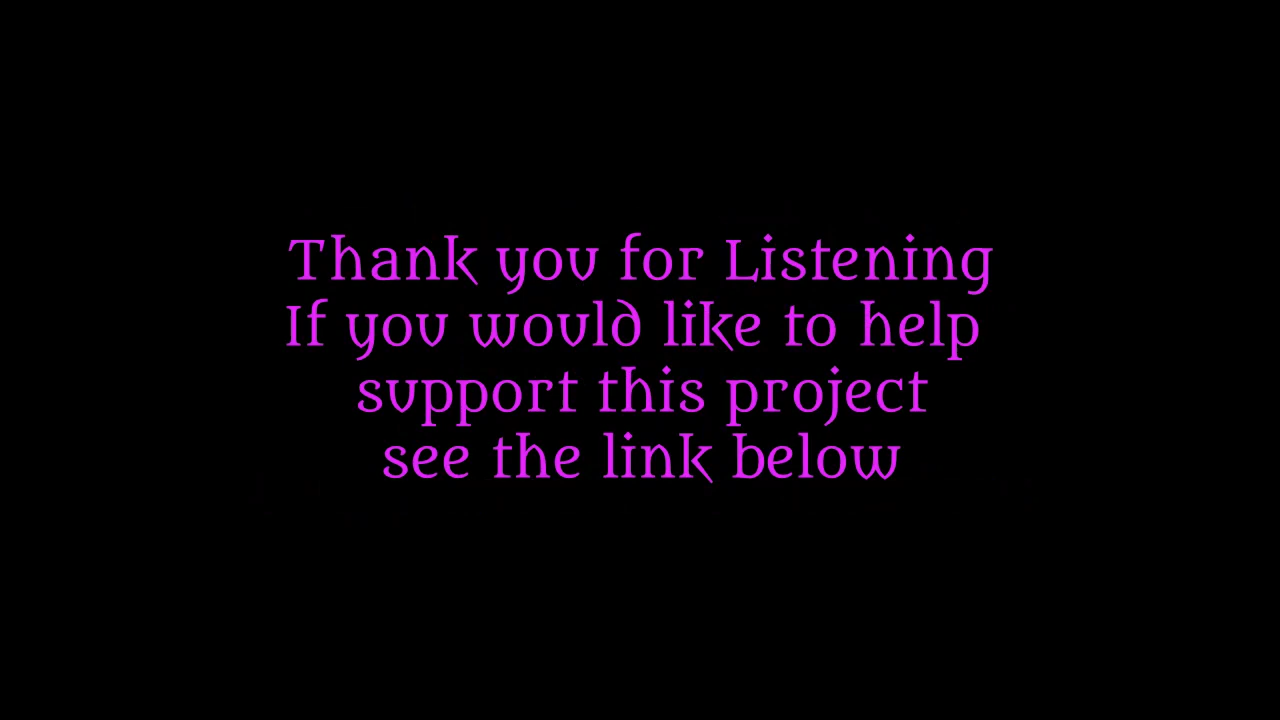 Thank you for Listening
If you would like to help
support this project
see the link below